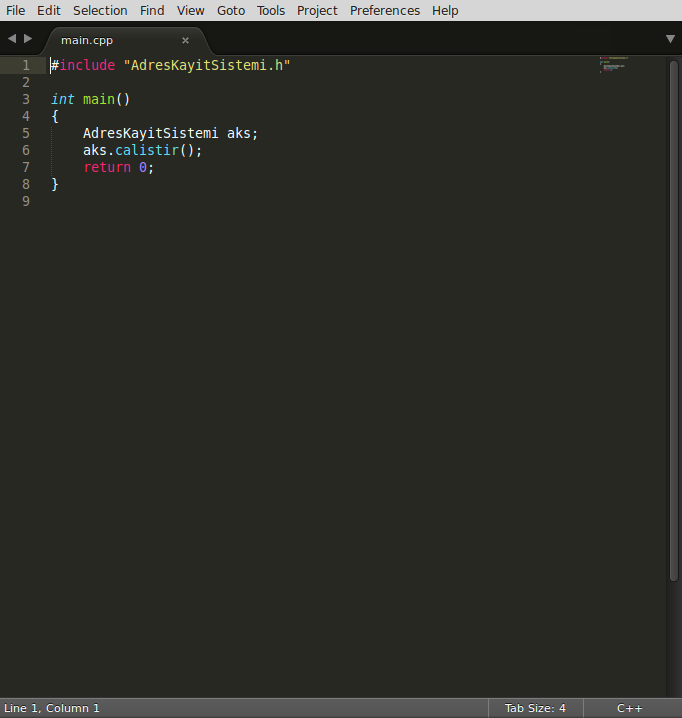 File Edit Selection Find View Goto Tools Project Preferences Help
main.cpp
1 #include "AdresKayitSistemi.h"
2
3 int main()
4 {
5     AdresKayitSistemi aks;
6     aks.calistir();
7     return 0;
8 }
9
Line 1, Column 1 Tab Size: 4 C++